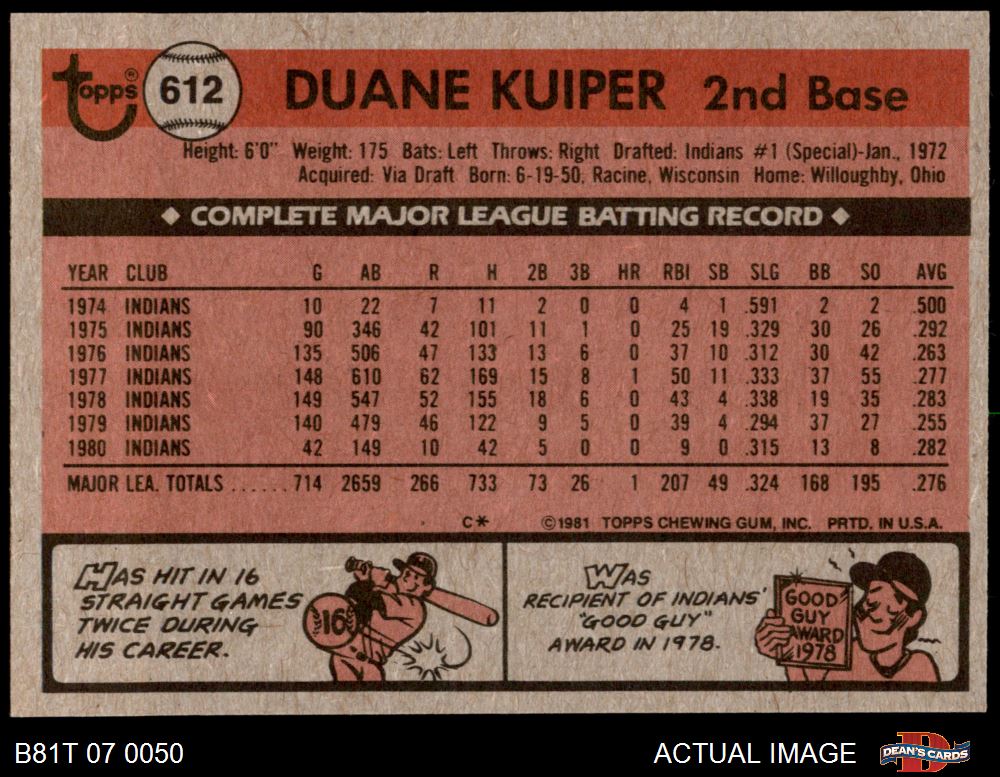 topps® 612 DUANE KUIPER 2nd Base
Height: 6'0" Weight: 175 Bats: Left Throws: Right Drafted: Indians #1 (Special)-Jan., 1972
Acquired: Via Draft Born: 6-19-50, Racine, Wisconsin Home: Willoughby, Ohio
◆ COMPLETE MAJOR LEAGUE BATTING RECORD ◆
YEAR CLUB G AB R H 2B 3B HR RBI SB SLG BB SO AVG
1974 INDIANS 10 22 7 11 2 0 0 4 1 .591 2 2 .500
1975 INDIANS 90 346 42 101 11 1 0 25 19 .329 30 26 .292
1976 INDIANS 135 506 47 133 13 6 0 37 10 .312 30 42 .263
1977 INDIANS 148 610 62 169 15 8 1 50 11 .333 37 55 .277
1978 INDIANS 149 547 52 155 18 6 0 43 4 .338 19 35 .283
1979 INDIANS 140 479 46 122 9 5 0 39 4 .294 37 27 .255
1980 INDIANS 42 149 10 42 5 0 0 9 0 .315 13 8 .282
MAJOR LEA. TOTALS ......714 2659 266 733 73 26 1 207 49 .324 168 195 .276
C* ©1981 TOPPS CHEWING GUM, INC. PRTD. IN U.S.A.
HAS HIT IN 16
STRAIGHT GAMES
TWICE DURING
HIS CAREER.
16
WAS
RECIPIENT OF INDIANS'
"GOOD GUY"
AWARD IN 1978.
GOOD
GUY
AWARD
1978
B81T 07 0050 ACTUAL IMAGE DEAN'S CARDS